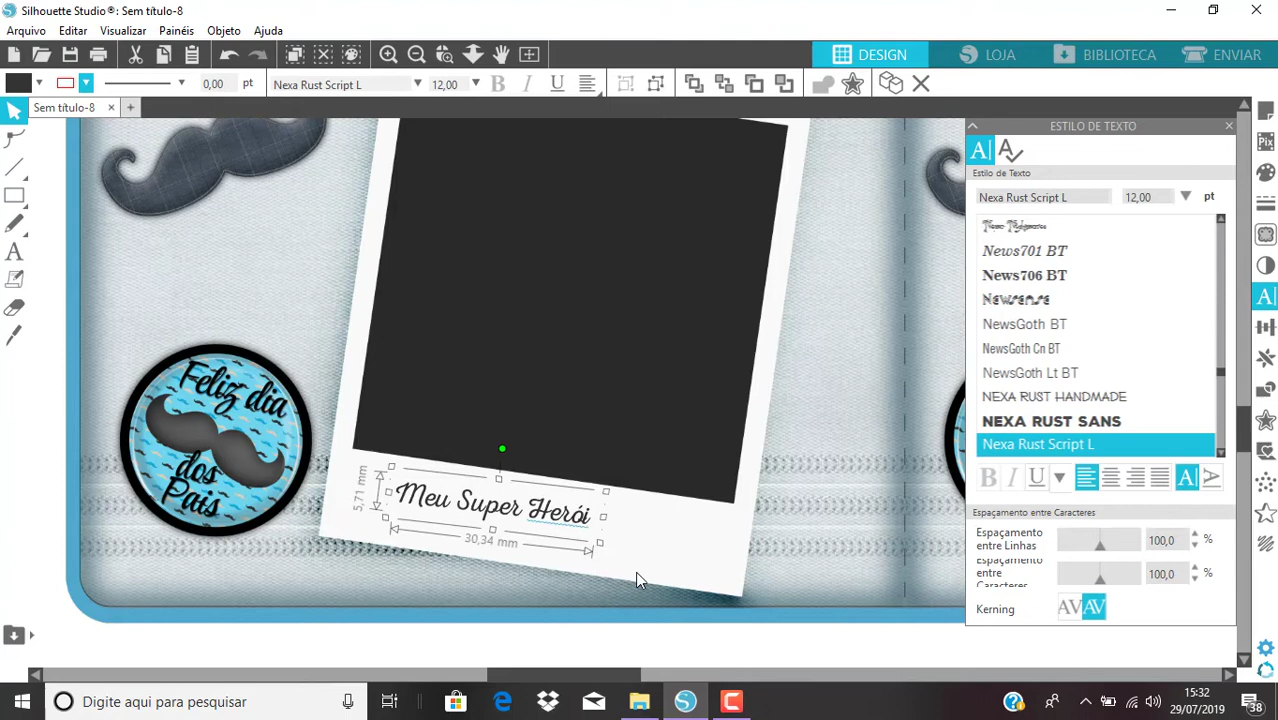 Silhouette Studio®: Sem título-8
Arquivo Editar Visualizar Painéis Objeto Ajuda
DESIGN LOJA BIBLIOTECA ENVIAR
0,00 pt Nexa Rust Script L 12,00 B I U
Sem título-8
ESTILO DE TEXTO
Pix
Estilo de Texto
Nexa Rust Script L 12,00 pt
News701 BT
News706 BT
Newsense
NewsGoth BT
NewsGoth Cn BT
NewsGoth Lt BT
NEXA RUST HANDMADE
NEXA RUST SANS
Nexa Rust Script L
B I U
Espaçamento entre Caracteres
Espaçamento entre Linhas 100,0 %
Espaçamento entre Caracteres 100,0 %
Kerning AV AV
Feliz dia
dos
Pais
Meu Super Herói
5,71 mm
30,34 mm
Digite aqui para pesquisar
15:32
29/07/2019
38